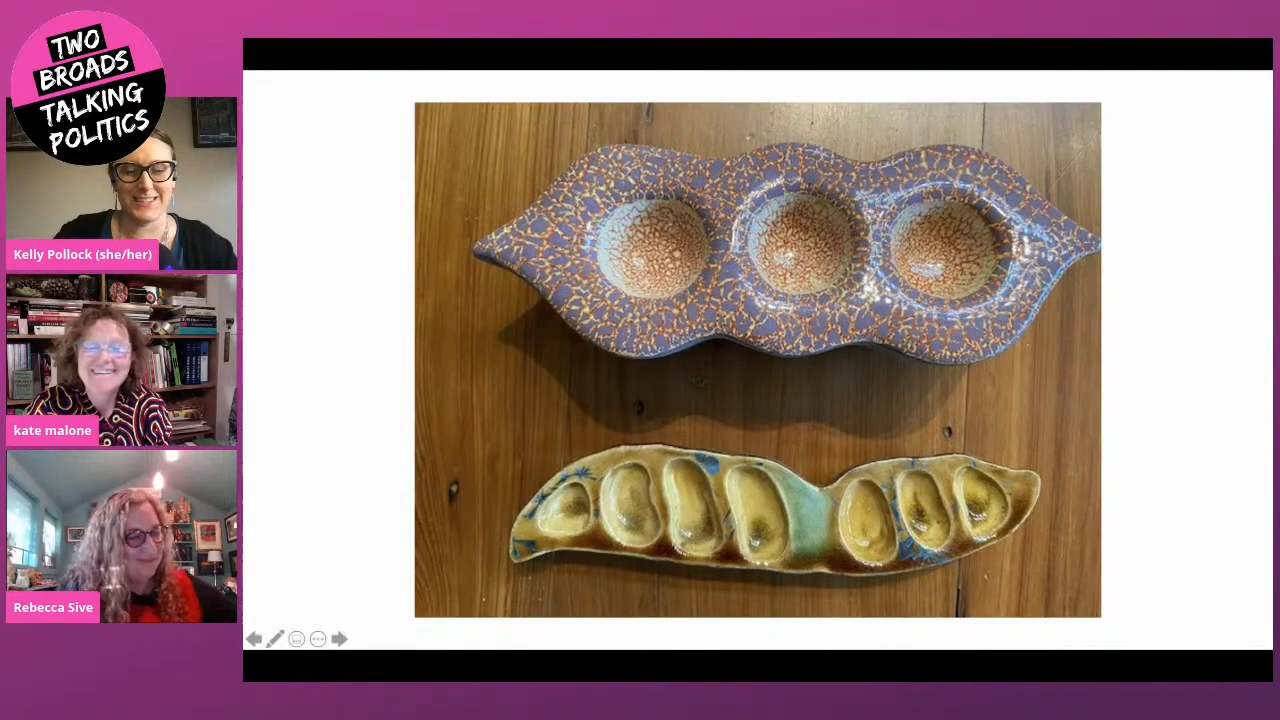 TWO
BROADS
TALKING
POLITICS
Kelly Pollock (she/her)
kate malone
Rebecca Sive